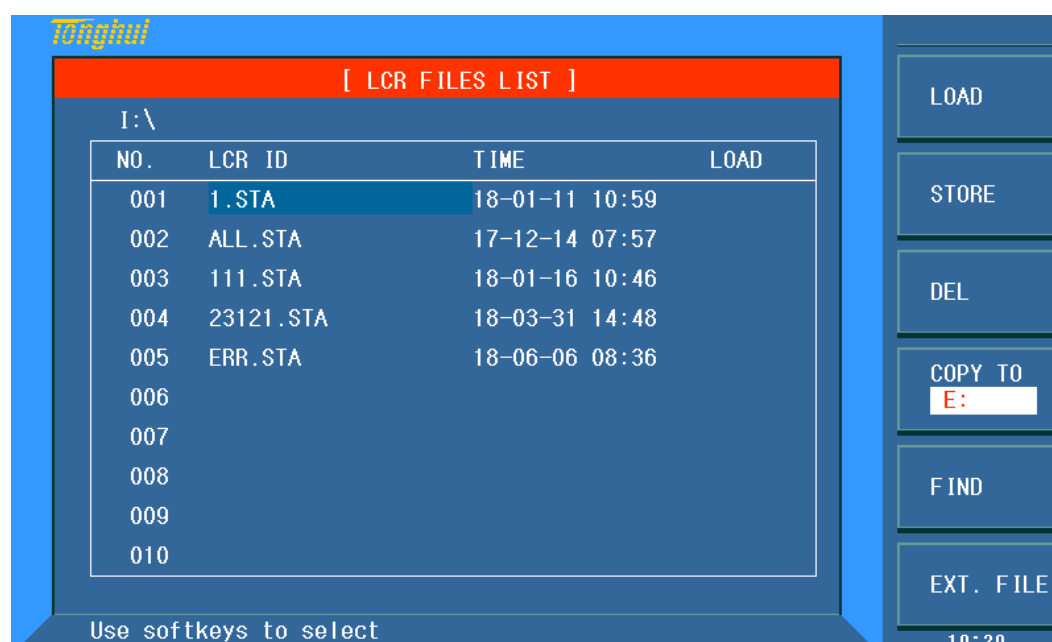 Tonghui
[ LCR FILES LIST ]
I:\
NO. LCR ID TIME LOAD
001 1.STA 18-01-11 10:59
002 ALL.STA 17-12-14 07:57
003 111.STA 18-01-16 10:46
004 23121.STA 18-03-31 14:48
005 ERR.STA 18-06-06 08:36
006
007
008
009
010
Use softkeys to select
LOAD
STORE
DEL
COPY TO
E:
FIND
EXT. FILE